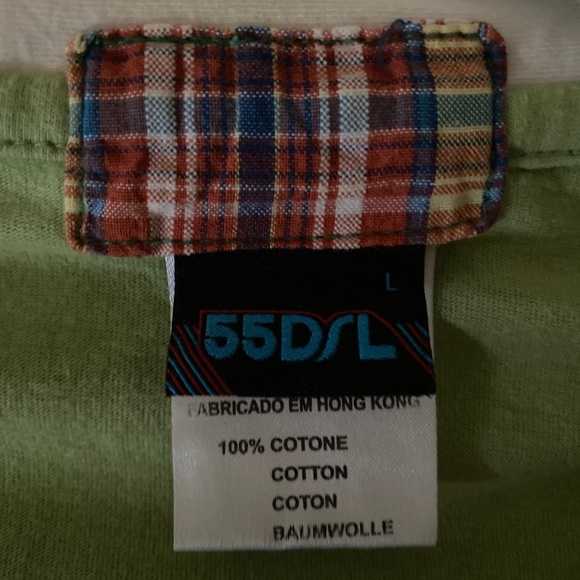 L
55DSL
FABRICADO EM HONG KONG
100% COTONE
COTTON
COTON
BAUMWOLLE